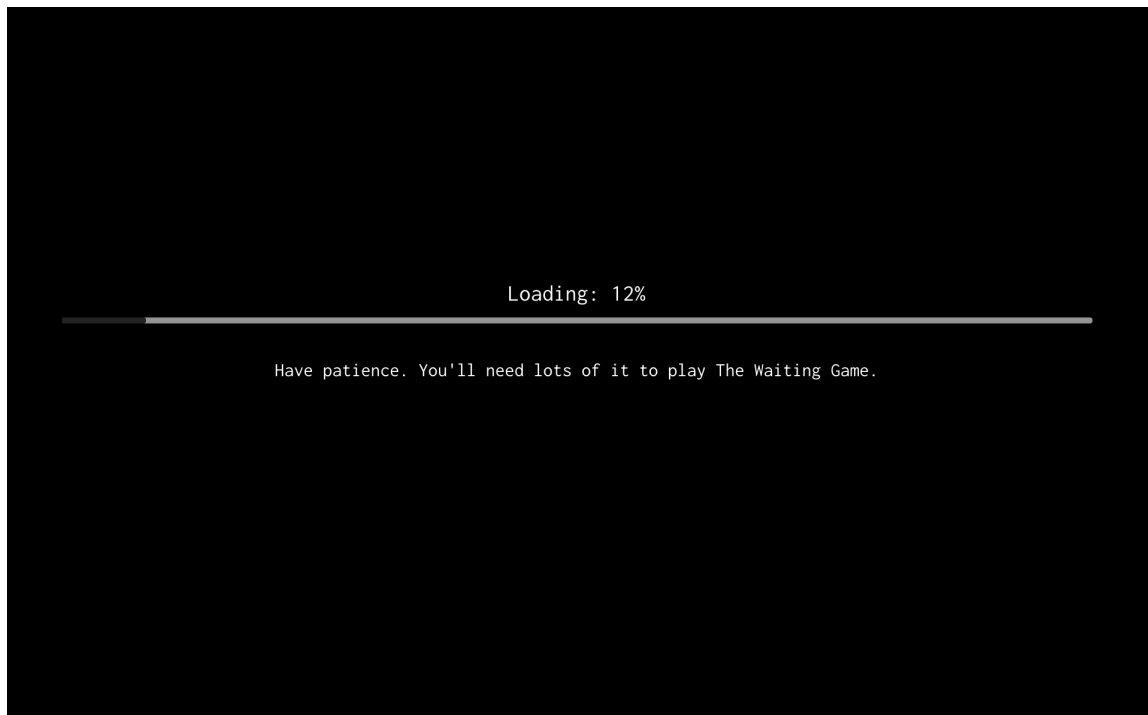 Loading: 12%
Have patience. You'll need lots of it to play The Waiting Game.